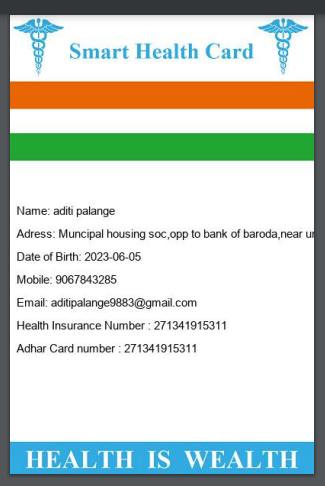 Smart Health Card
Name: aditi palange
Adress: Muncipal housing soc,opp to bank of baroda,near
Date of Birth: 2023-06-05
Mobile: 9067843285
Email: aditipalange9883@gmail.com
Health Insurance Number : 271341915311
Adhar Card number : 271341915311
HEALTH IS WEALTH